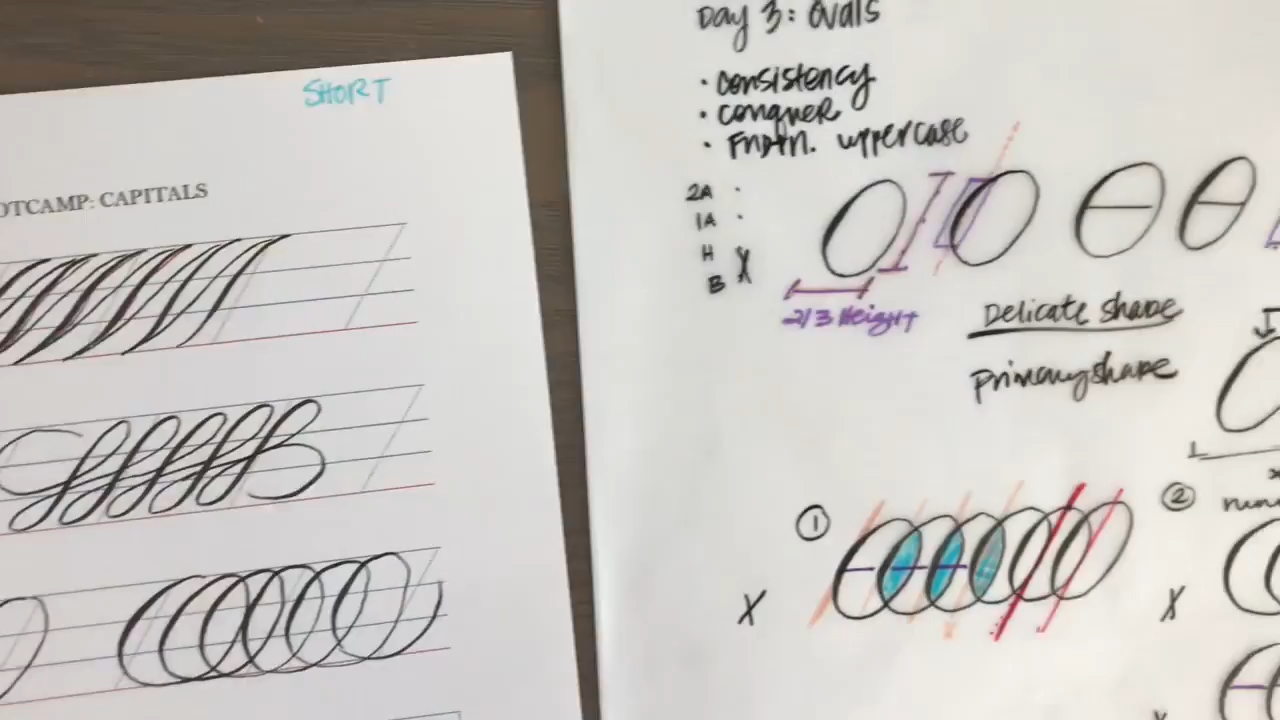 SHORT
OTCAMP: CAPITALS
Day 3: Ovals
• consistency
• conquer
• Fndtn. uppercase
2A
1A
H
B
X
2/3 Height
Delicate shape
primary shape
1
X
2
X